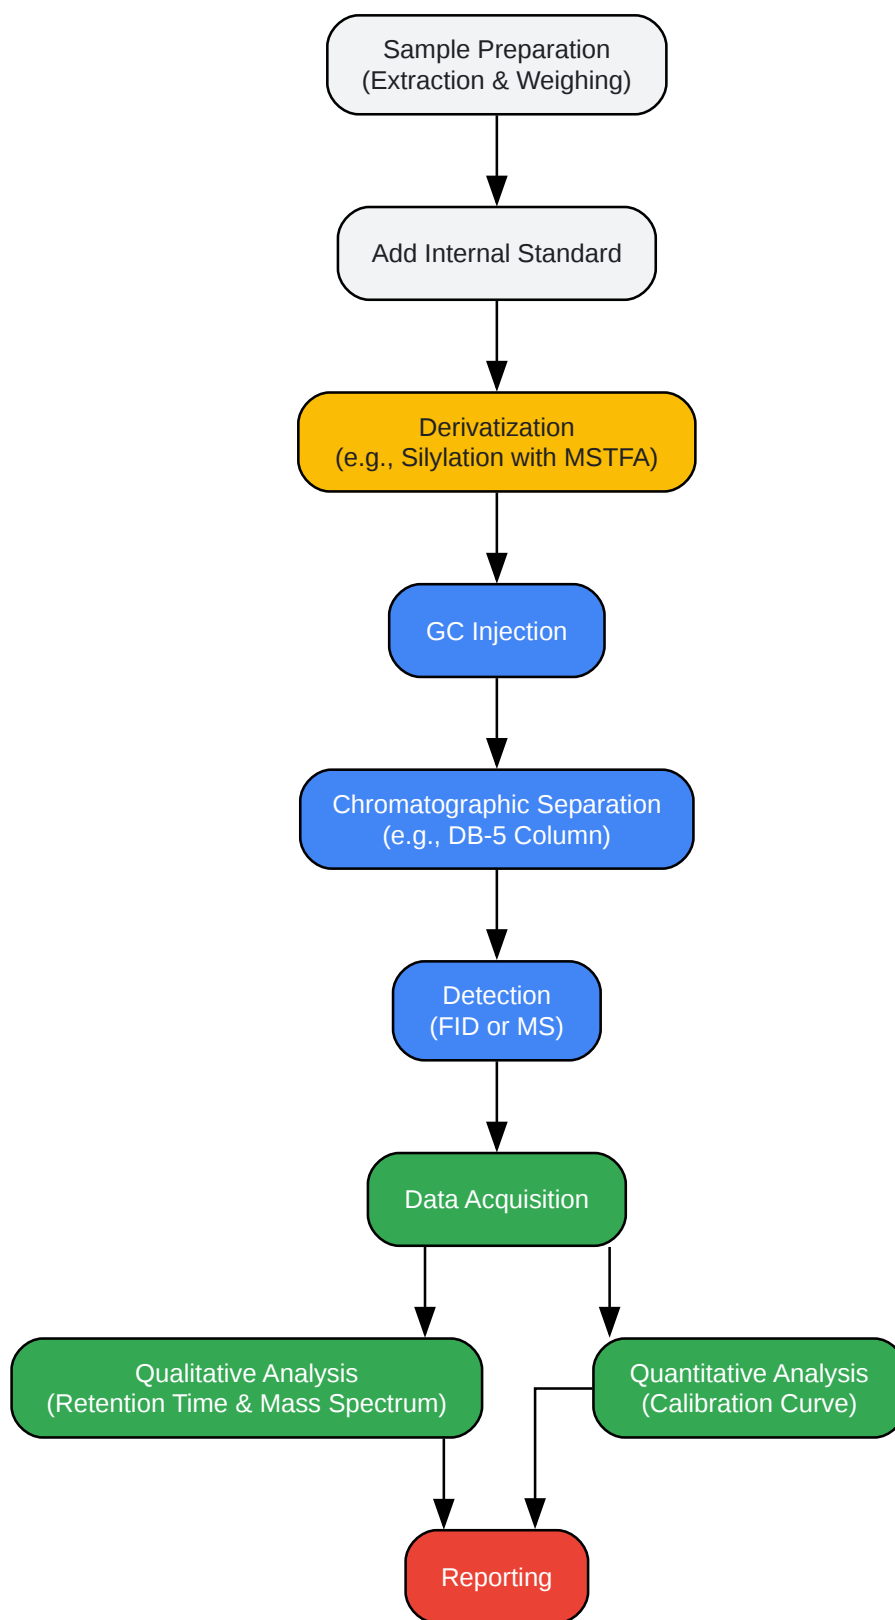 Sample Preparation
(Extraction & Weighing)
Add Internal Standard
Derivatization
(e.g., Silylation with MSTFA)
GC Injection
Chromatographic Separation
(e.g., DB-5 Column)
Detection
(FID or MS)
Data Acquisition
Qualitative Analysis
(Retention Time & Mass Spectrum)
Quantitative Analysis
(Calibration Curve)
Reporting